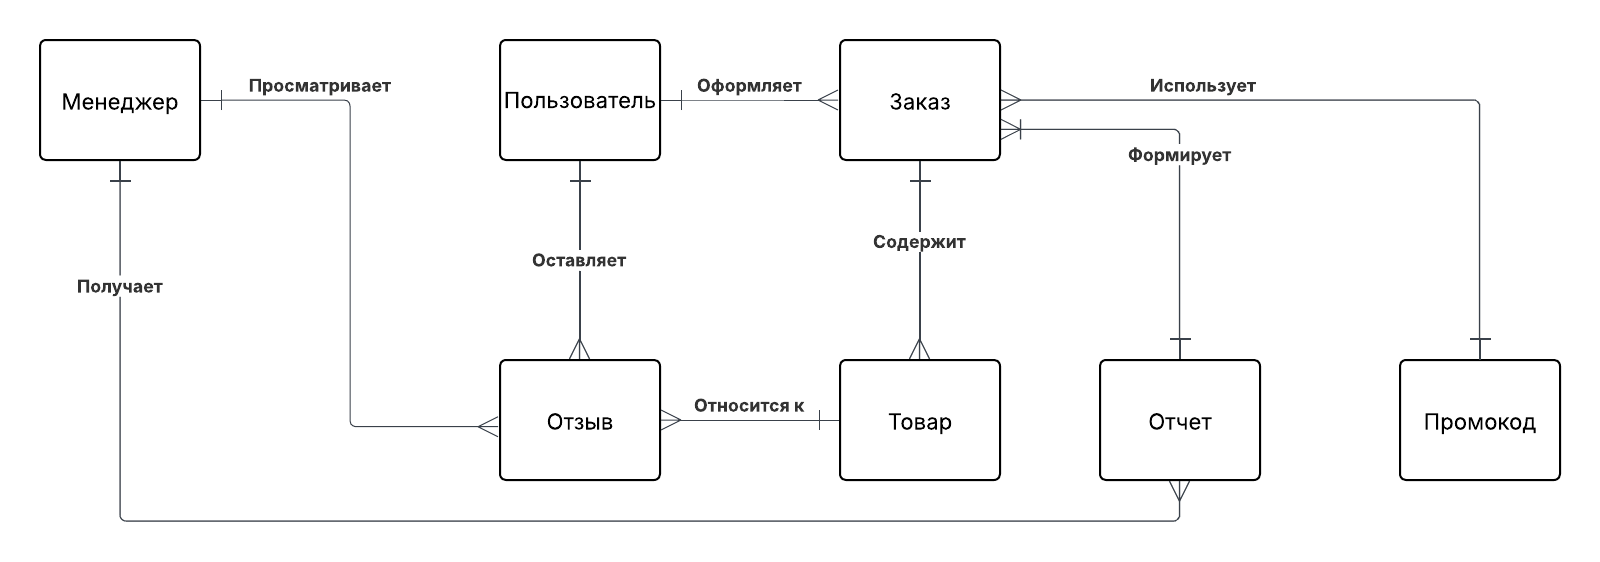 Менеджер
Просматривает
Пользователь
Оформляет
Заказ
Использует
Формирует
Содержит
Оставляет
Получает
Отзыв
Относится к
Товар
Отчет
Промокод